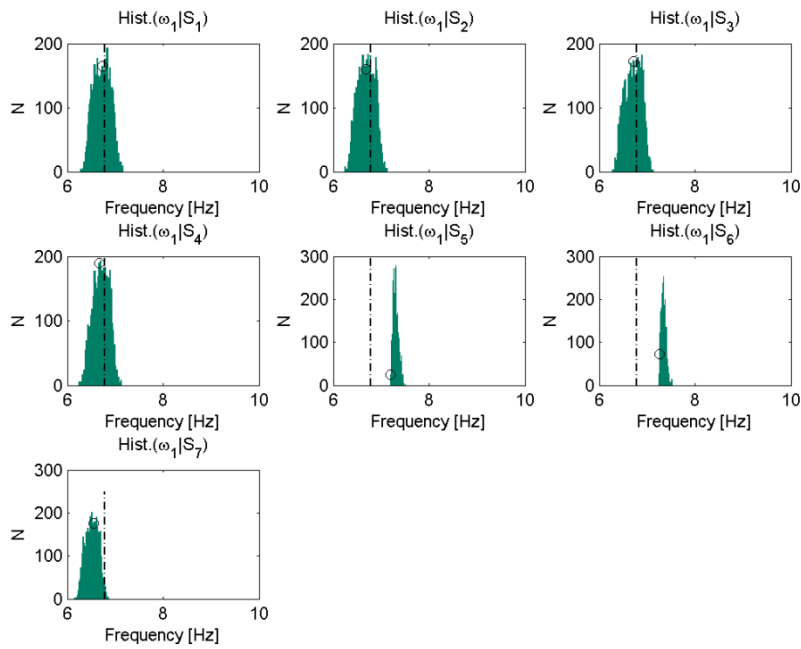 Hist.(ω₁|S₁) Hist.(ω₁|S₂) Hist.(ω₁|S₃)
200 200 200
100 100 100
0 0 0
N N N
6 8 10 6 8 10 6 8 10
Frequency [Hz] Frequency [Hz] Frequency [Hz]
Hist.(ω₁|S₄) Hist.(ω₁|S₅) Hist.(ω₁|S₆)
200 300 300
100 200 200
0 100 100
0 0
N N N
6 8 10 6 8 10 6 8 10
Frequency [Hz] Frequency [Hz] Frequency [Hz]
Hist.(ω₁|S₇)
300
200
100
0
N
6 8 10
Frequency [Hz]